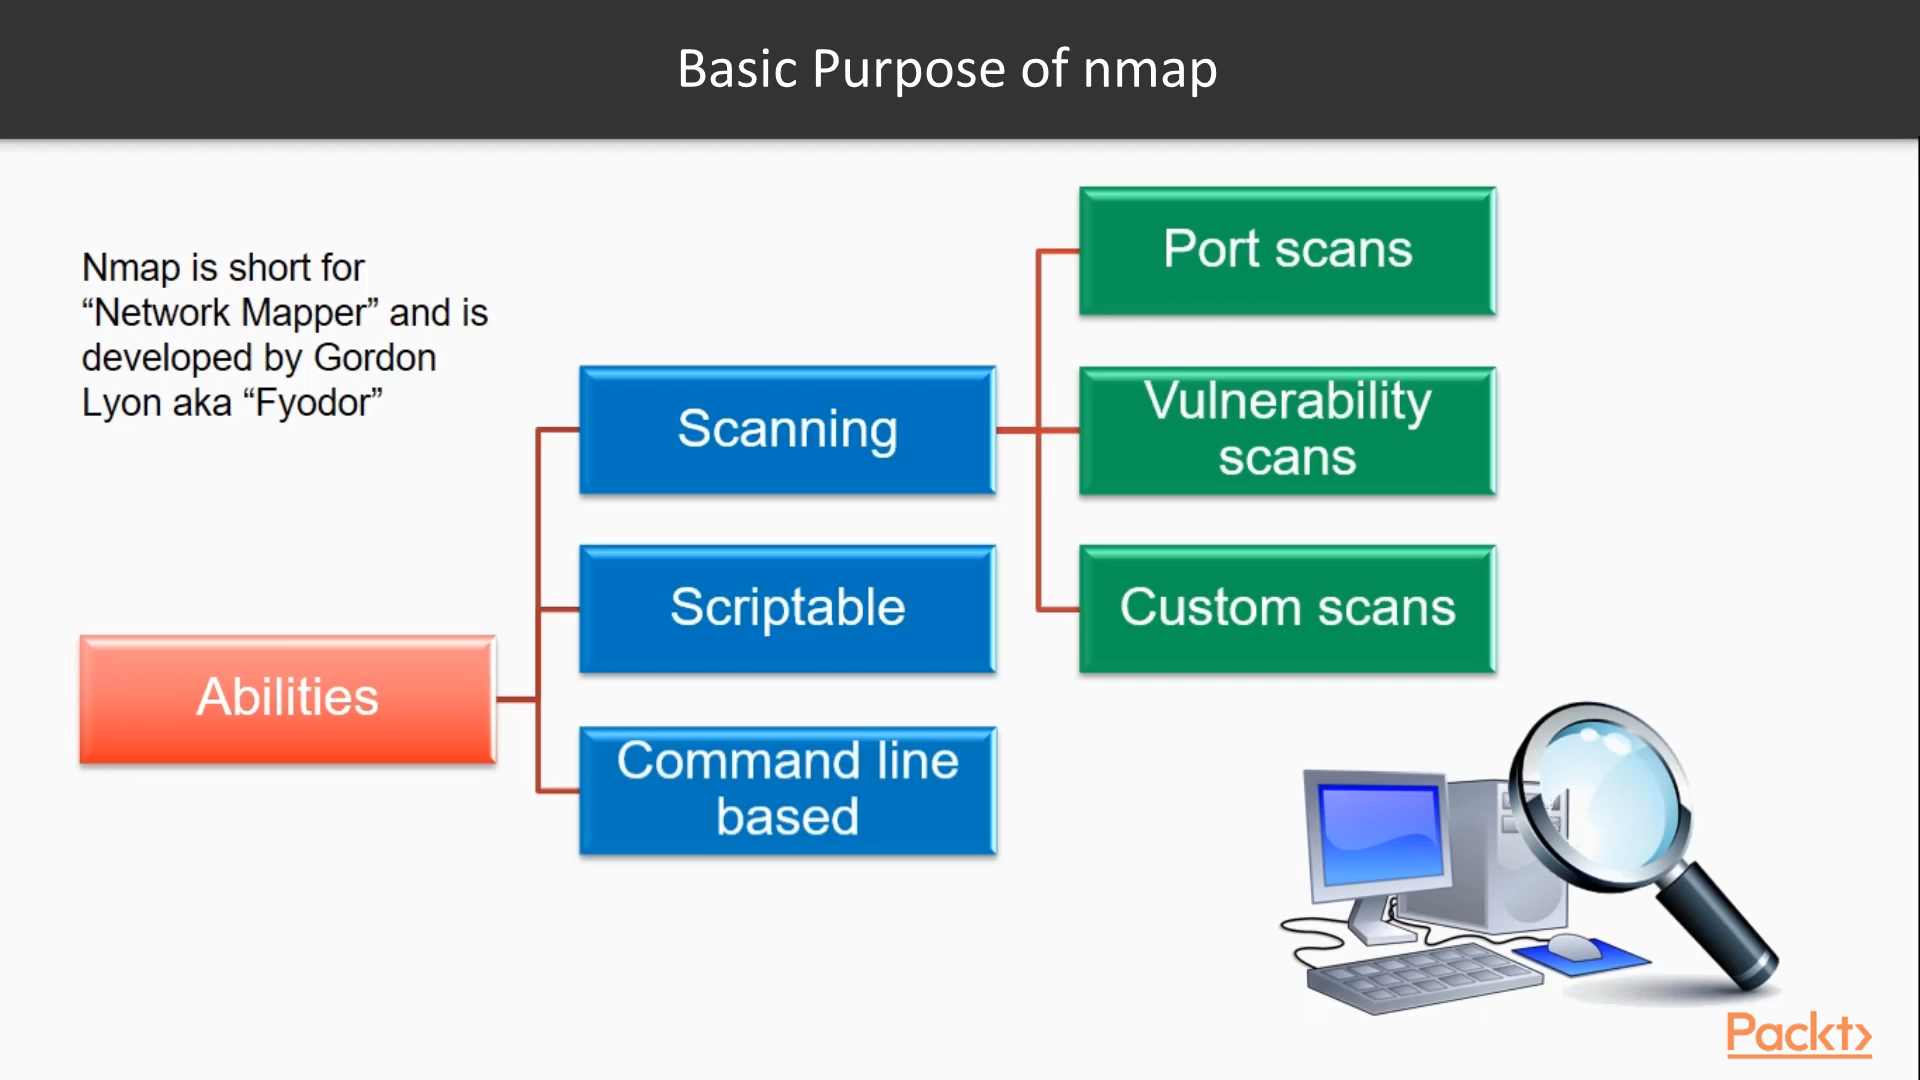 Basic Purpose of nmap
Nmap is short for
“Network Mapper” and is
developed by Gordon
Lyon aka “Fyodor”
Abilities
Scanning
Scriptable
Command line
based
Port scans
Vulnerability
scans
Custom scans
Packt>